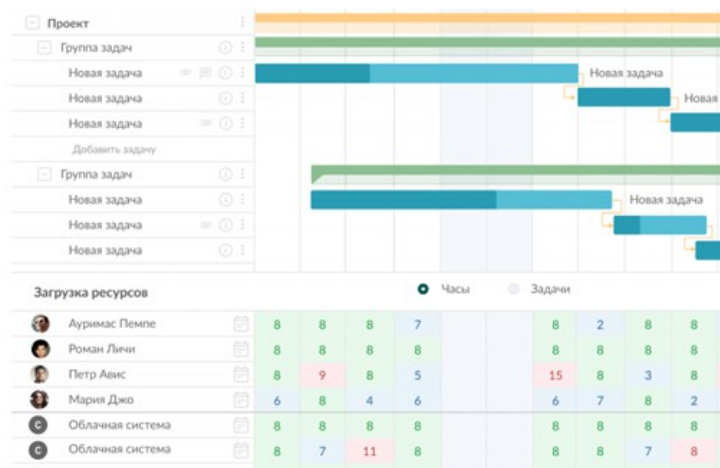 Проект
Группа задач
Новая задача Новая задача
Новая задача Новая
Новая задача
Добавить задачу
Группа задач
Новая задача Новая задача
Новая задача
Новая задача
Загрузка ресурсов Часы Задачи
Ауримас Пемпе 8 8 8 7 8 2 8 8
Роман Личи 8 8 8 8 8 8 8 8
Петр Авис 8 9 8 5 15 8 3 8
Мария Джо 6 8 4 6 6 7 8 2
С Облачная система 8 8 8 8 8 8 8 8
С Облачная система 8 7 11 8 8 8 7 8